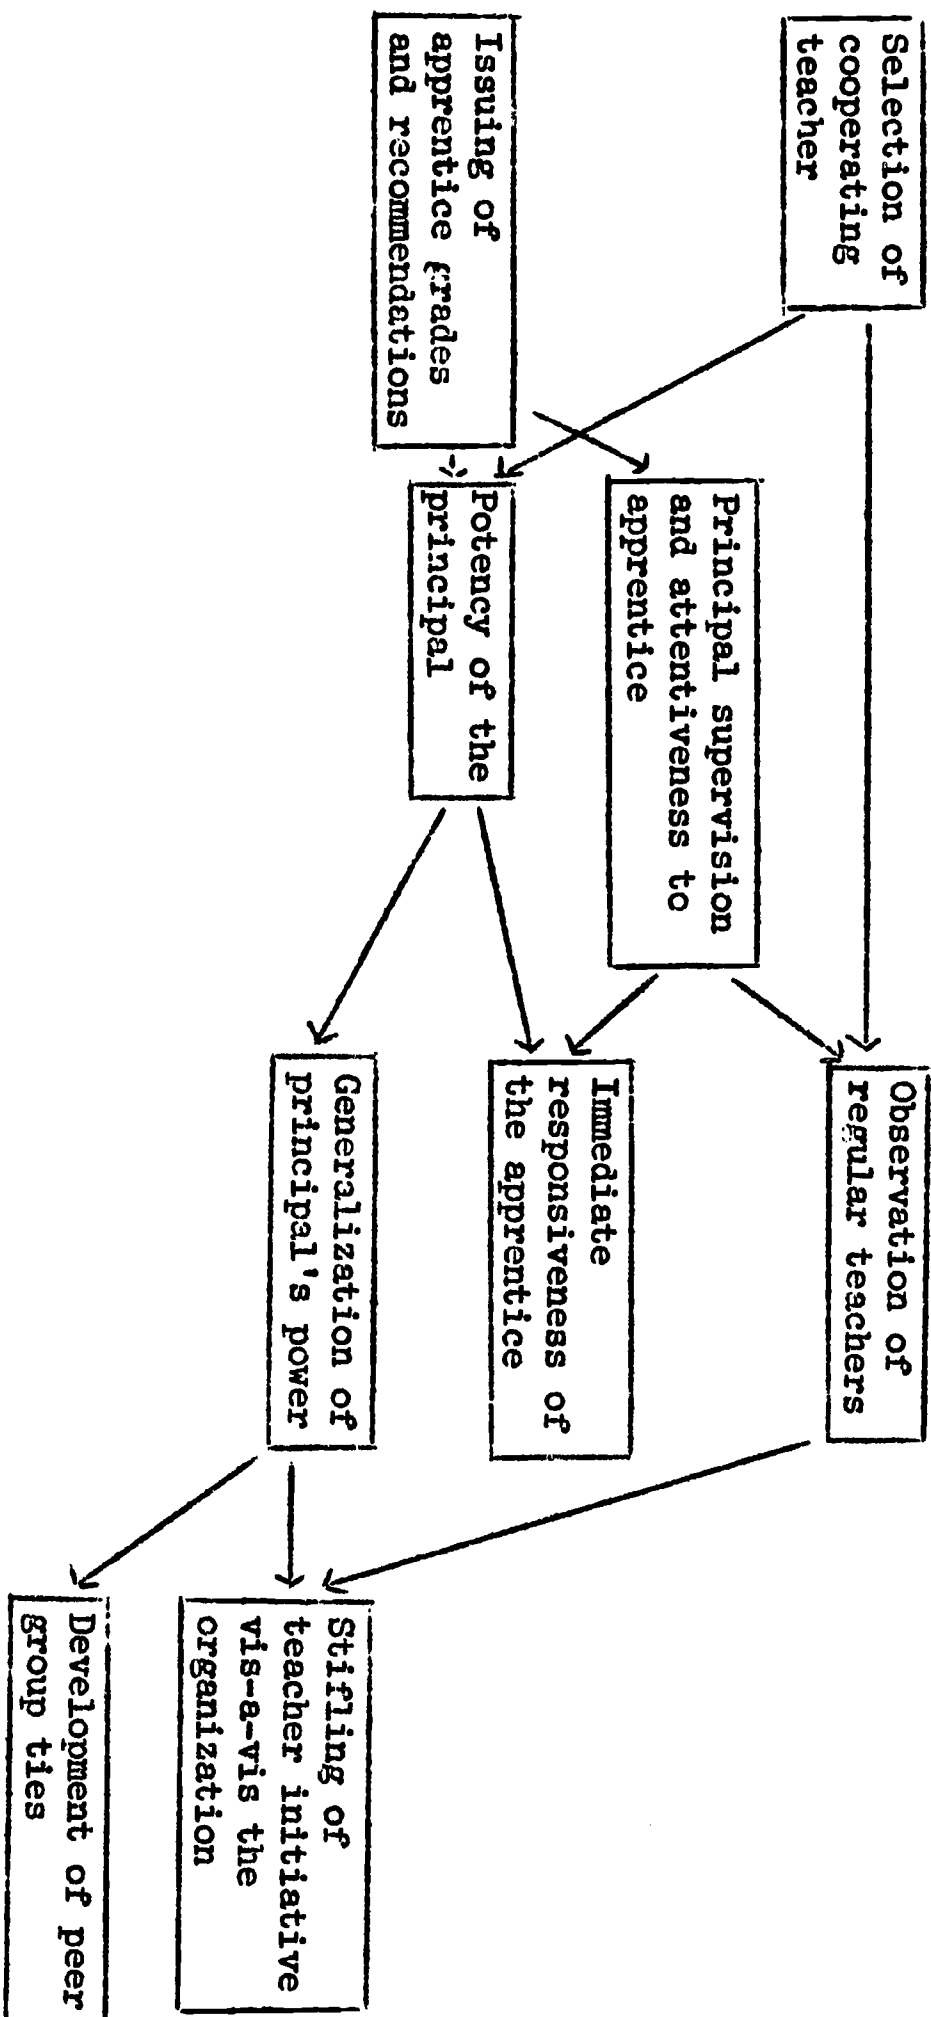 Selection of
cooperating
teacher
Issuing of
apprentice grades
and recommendations
Principal supervision
and attentiveness to
apprentice
Potency of the
principal
Observation of
regular teachers
Immediate
responsiveness of
the apprentice
Generalization of
principal's power
Stifling of
teacher initiative
vis-a-vis the
organization
Development of peer
group ties